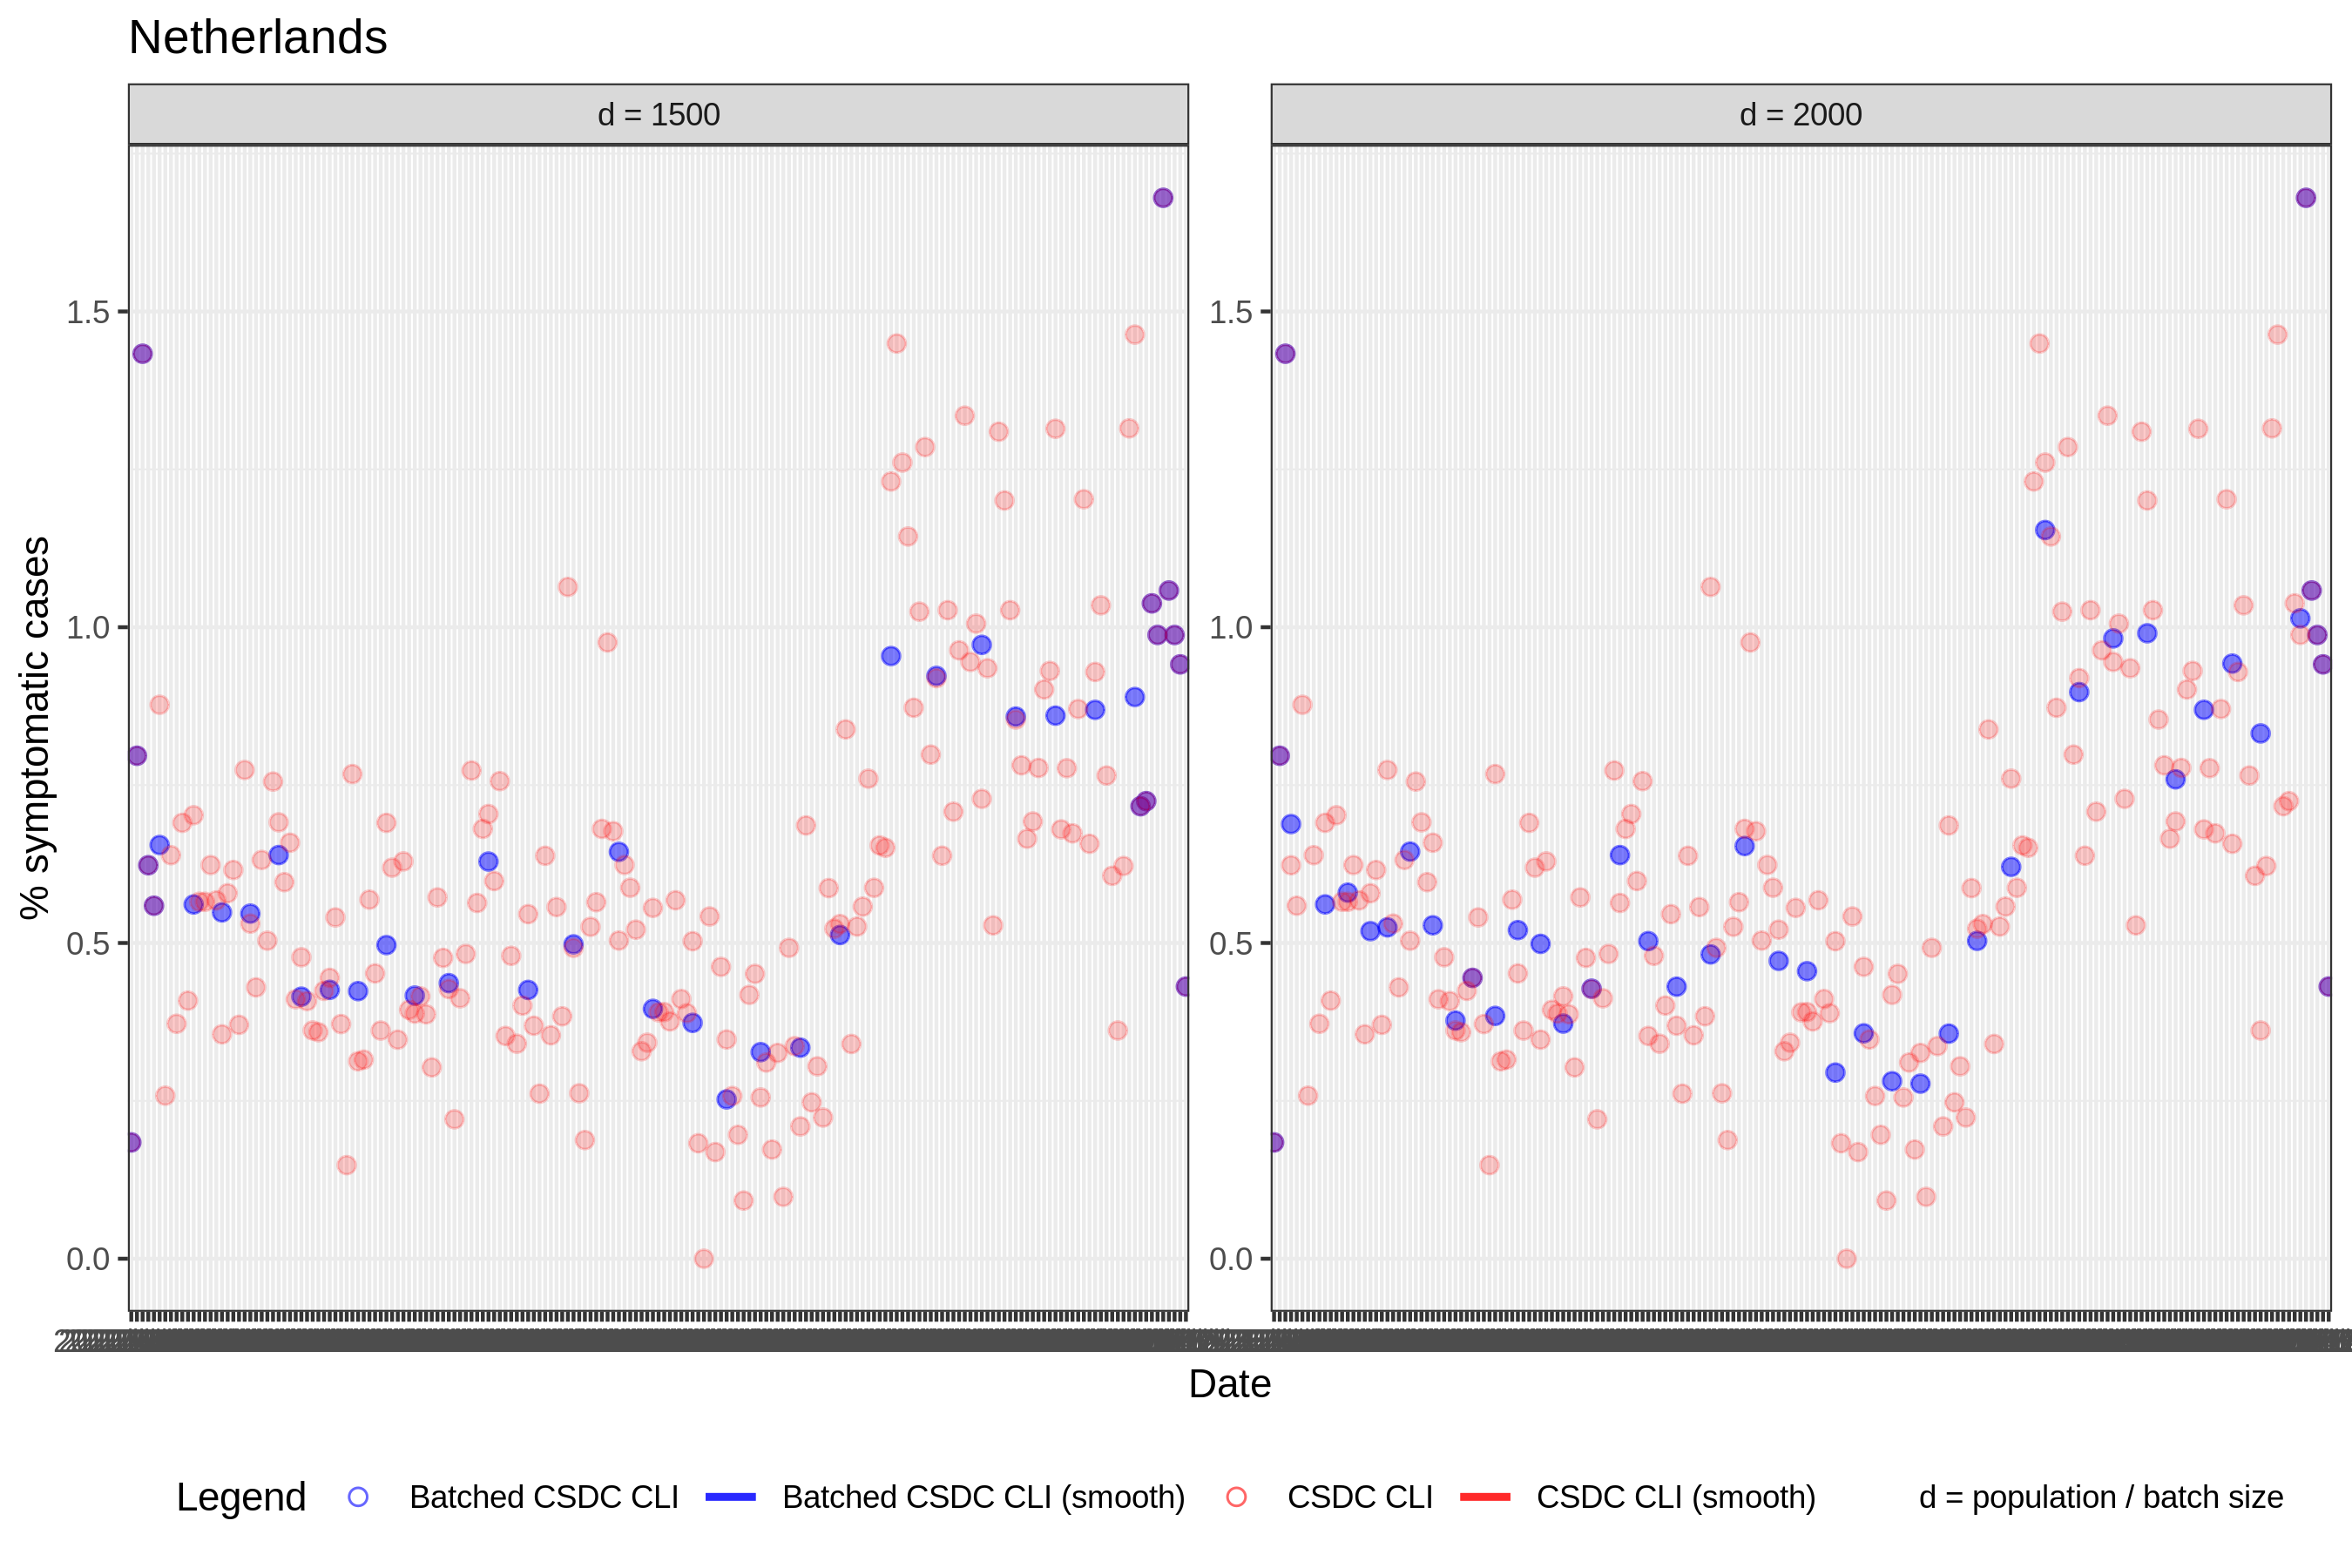 Netherlands
d = 1500
d = 2000
% symptomatic cases
1.5
1.0
0.5
0.0
1.5
1.0
0.5
0.0
Date
Legend Batched CSDC CLI Batched CSDC CLI (smooth) CSDC CLI CSDC CLI (smooth) d = population / batch size